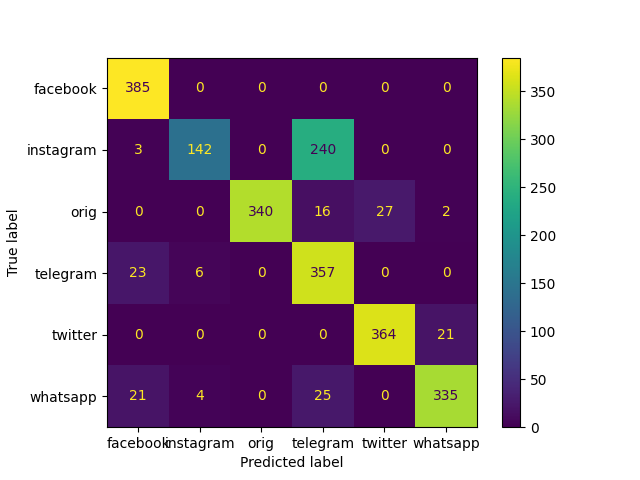 facebook 385 0 0 0 0 0
instagram 3 142 0 240 0 0
orig 0 0 340 16 27 2
telegram 23 6 0 357 0 0
twitter 0 0 0 0 364 21
whatsapp 21 4 0 25 0 335
facebook instagram orig telegram twitter whatsapp
Predicted label
True label
350
300
250
200
150
100
50
0